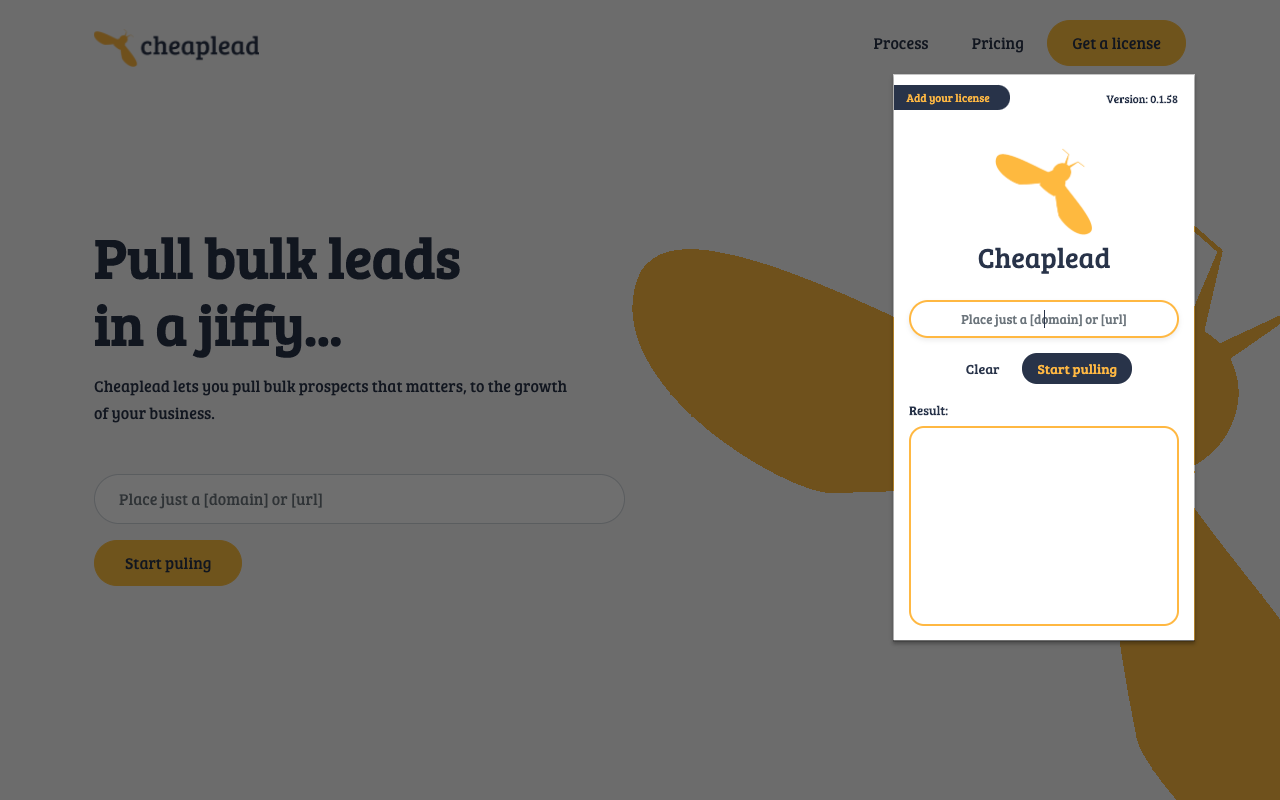 cheaplead
Process
Pricing
Get a license
Add your license
Version: 0.1.58
Cheaplead
Place just a [domain] or [url]
Clear
Start pulling
Result:
Pull bulk leads
in a jiffy...
Cheaplead lets you pull bulk prospects that matters, to the growth
of your business.
Place just a [domain] or [url]
Start puling